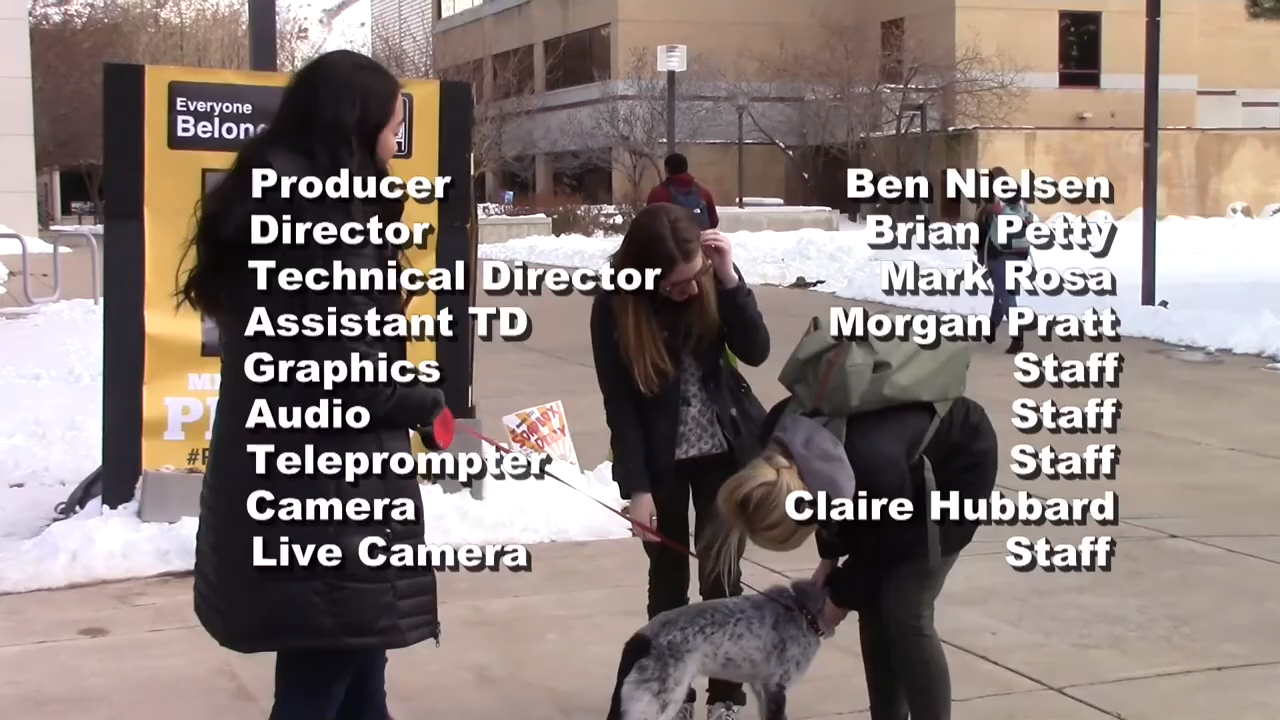 Everyone
Producer Ben Nielsen
Director Brian Petty
Technical Director Mark Rosa
Assistant TD Morgan Pratt
Graphics Staff
Audio Staff
Teleprompter Staff
Camera Claire Hubbard
Live Camera Staff